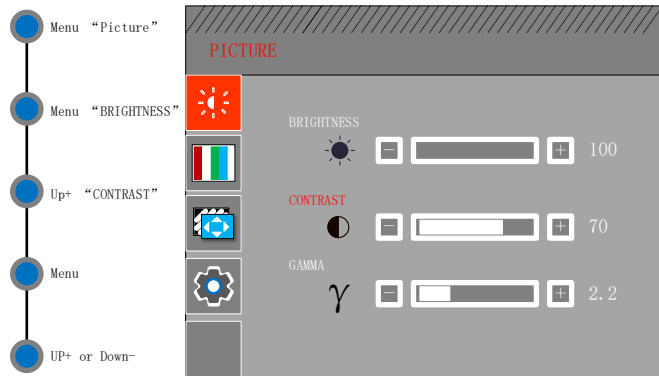 Menu “Picture”
Menu “BRIGHTNESS”
Up+ “CONTRAST”
Menu
UP+ or Down-
PICTURE
BRIGHTNESS
- + 100
CONTRAST
- + 70
GAMMA
γ - + 2.2